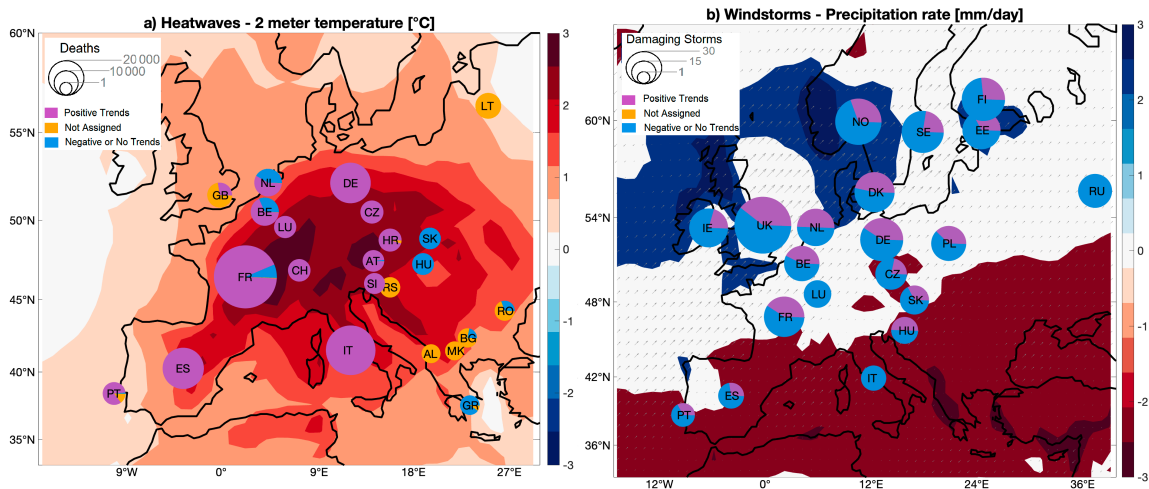 a) Heatwaves - 2 meter temperature [°C]
60°N
55°N
50°N
45°N
40°N
35°N
Deaths
20 000
10 000
1
Positive Trends
Not Assigned
Negative or No Trends
LT
GB
NL
DE
BE
CZ
LU
HR
SK
FR
CH
AT
HU
SI
RS
RO
IT
BG
AL
MK
ES
PT
GR
9°W
0°
9°E
18°E
27°E
3
2
1
0
-1
-2
-3
b) Windstorms - Precipitation rate [mm/day]
60°N
54°N
48°N
42°N
36°N
Damaging Storms
30
15
1
Positive Trends
Not Assigned
Negative or No Trends
FI
NO
SE
EE
DK
RU
IE
UK
NL
DE
PL
BE
CZ
LU
SK
FR
HU
IT
ES
PT
12°W
0°
12°E
24°E
36°E
3
2
1
0
-1
-2
-3